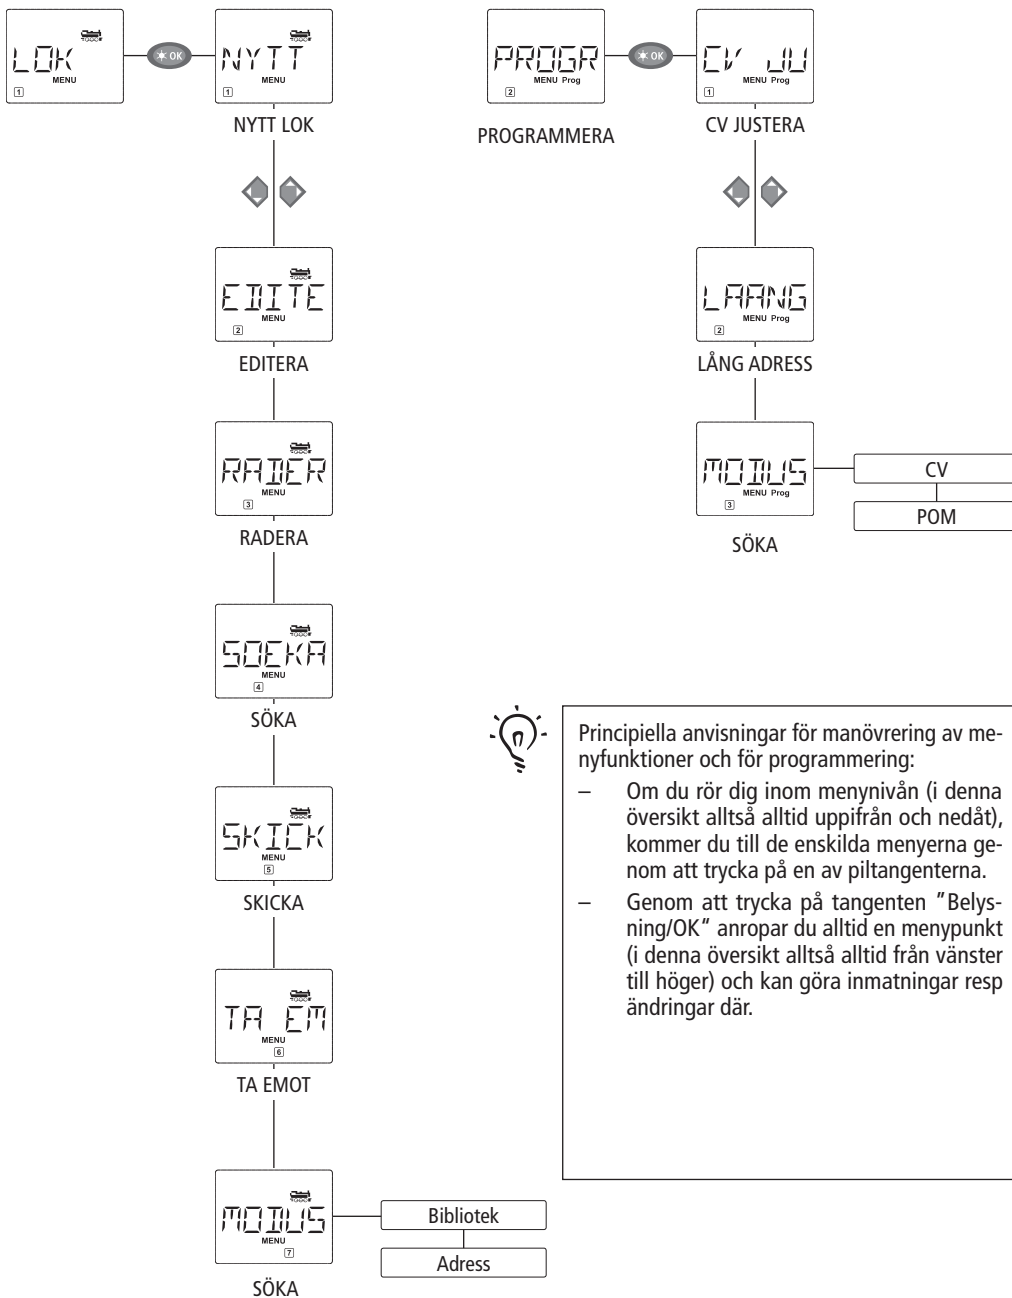 LOK
MENU
1
OK
NYTT
MENU
1
NYTT LOK
EDITE
MENU
2
EDITERA
RADER
MENU
3
RADERA
SOEKA
MENU
4
SÖKA
SKICK
MENU
5
SKICKA
TA EM
MENU
6
TA EMOT
MODUS
MENU
7
SÖKA
Bibliotek
Adress
PROGR
MENU Prog
2
PROGRAMMERA
OK
CV JU
MENU Prog
1
CV JUSTERA
LAANG
MENU Prog
2
LÅNG ADRESS
MODUS
MENU Prog
3
SÖKA
CV
POM
Principiella anvisningar för manövrering av me-
nyfunktioner och för programmering:
– Om du rör dig inom menynivån (i denna
översikt alltså alltid uppifrån och nedåt),
kommer du till de enskilda menyerna ge-
nom att trycka på en av piltangenterna.
– Genom att trycka på tangenten "Belys-
ning/OK" anropar du alltid en menypunkt
(i denna översikt alltså alltid från vänster
till höger) och kan göra inmatningar resp
ändringar där.